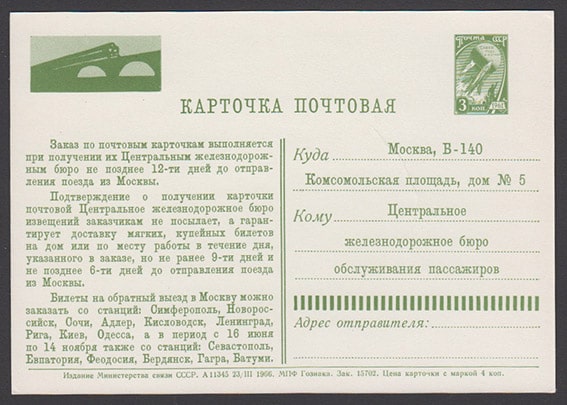 ПОЧТА СССР
3 КОП
КАРТОЧКА ПОЧТОВАЯ
Заказ по почтовым карточкам выполняется
при получении их Центральным железнодорож-
ным бюро не позднее 12-ти дней до отправ-
ления поезда из Москвы.
Подтверждение о получении карточки
почтовой Центральное железнодорожное бюро
извещений заказчикам не посылает, а гаран-
тирует доставку мягких, купейных билетов
на дом или по месту работы в течение дня,
указанного в заказе, но не ранее 9-ти дней и
не позднее 6-ти дней до отправления поезда
из Москвы.
Билеты на обратный выезд в Москву можно
заказать со станций: Симферополь, Новорос-
сийск, Сочи, Адлер, Кисловодск, Ленинград,
Рига, Киев, Одесса, а в период с 16 июня
по 14 ноября также со станций: Севастополь,
Евпатория, Феодосия, Бердянск, Гагра, Батуми.
Куда Москва, В-140
Комсомольская площадь, дом № 5
Кому Центральное
железнодорожное бюро
обслуживания пассажиров
Адрес отправителя:
Издание Министерства связи СССР. А 11345 23/III 1966. МПФ Гознака. Зак. 15702. Цена карточки с маркой 4 коп.